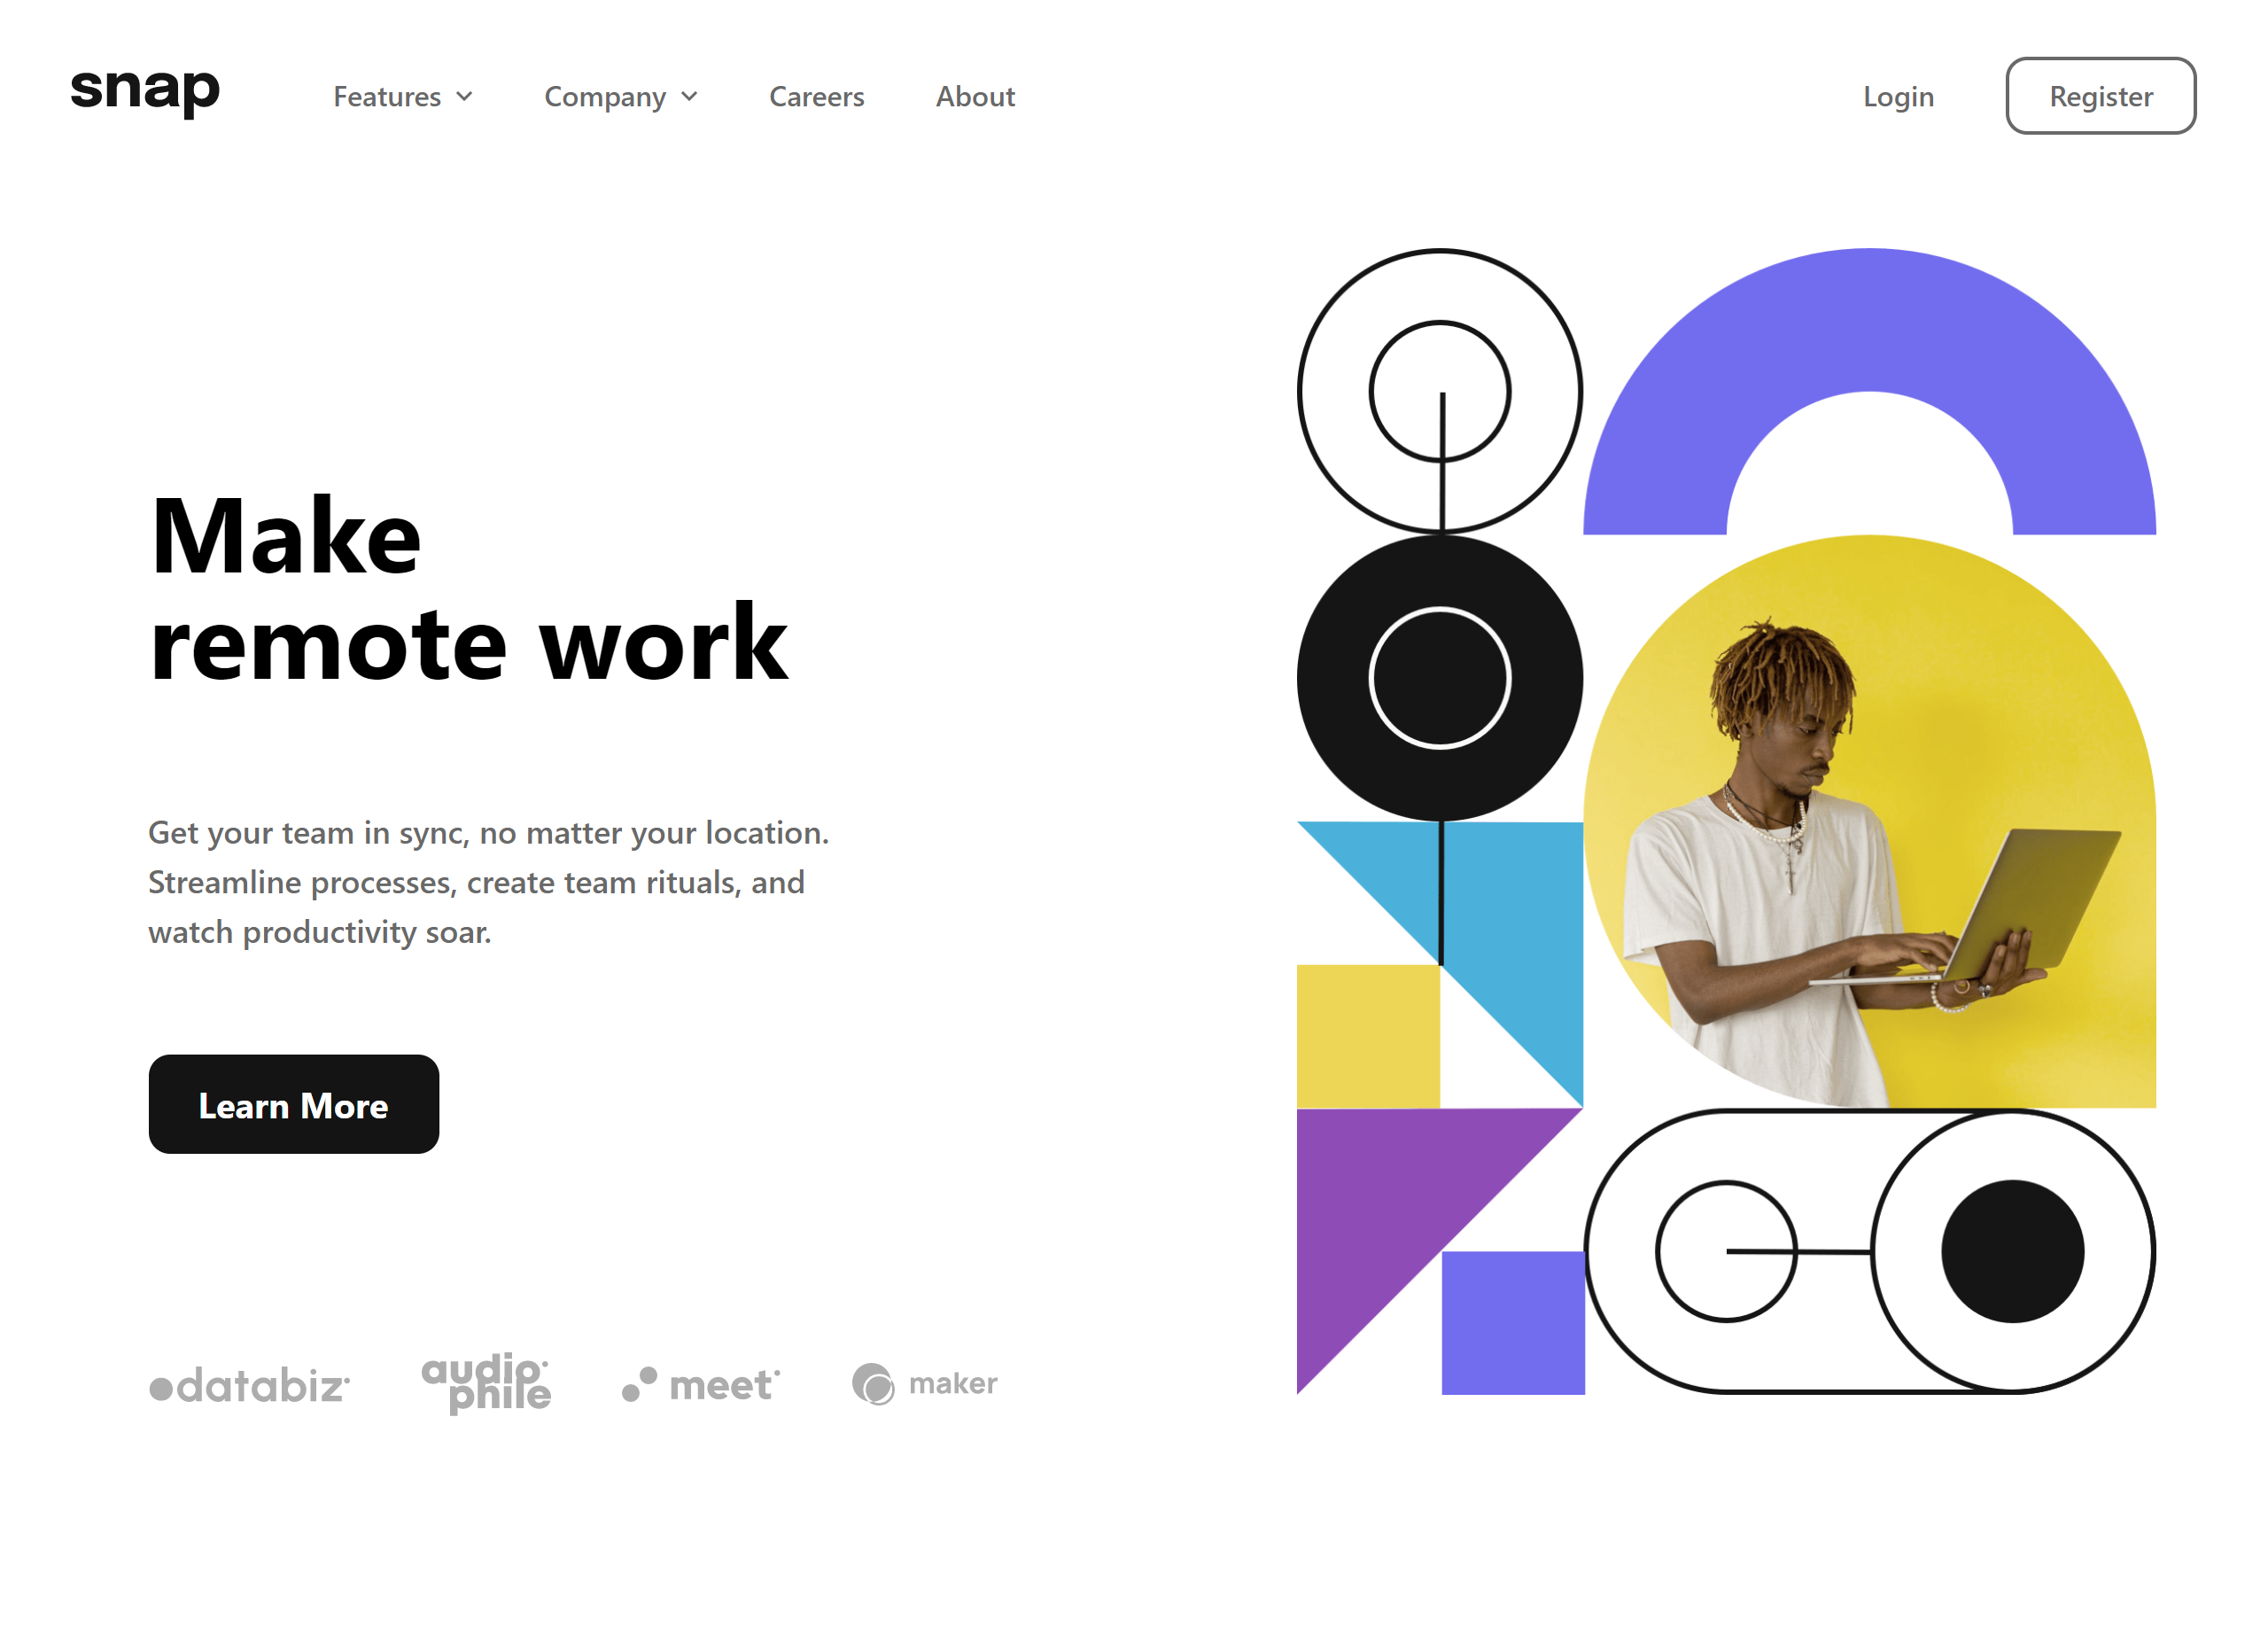 snap
Features
Company
Careers
About
Login
Register
Make
remote work
Get your team in sync, no matter your location.
Streamline processes, create team rituals, and
watch productivity soar.
Learn More
databiz
audio
phile
meet
maker